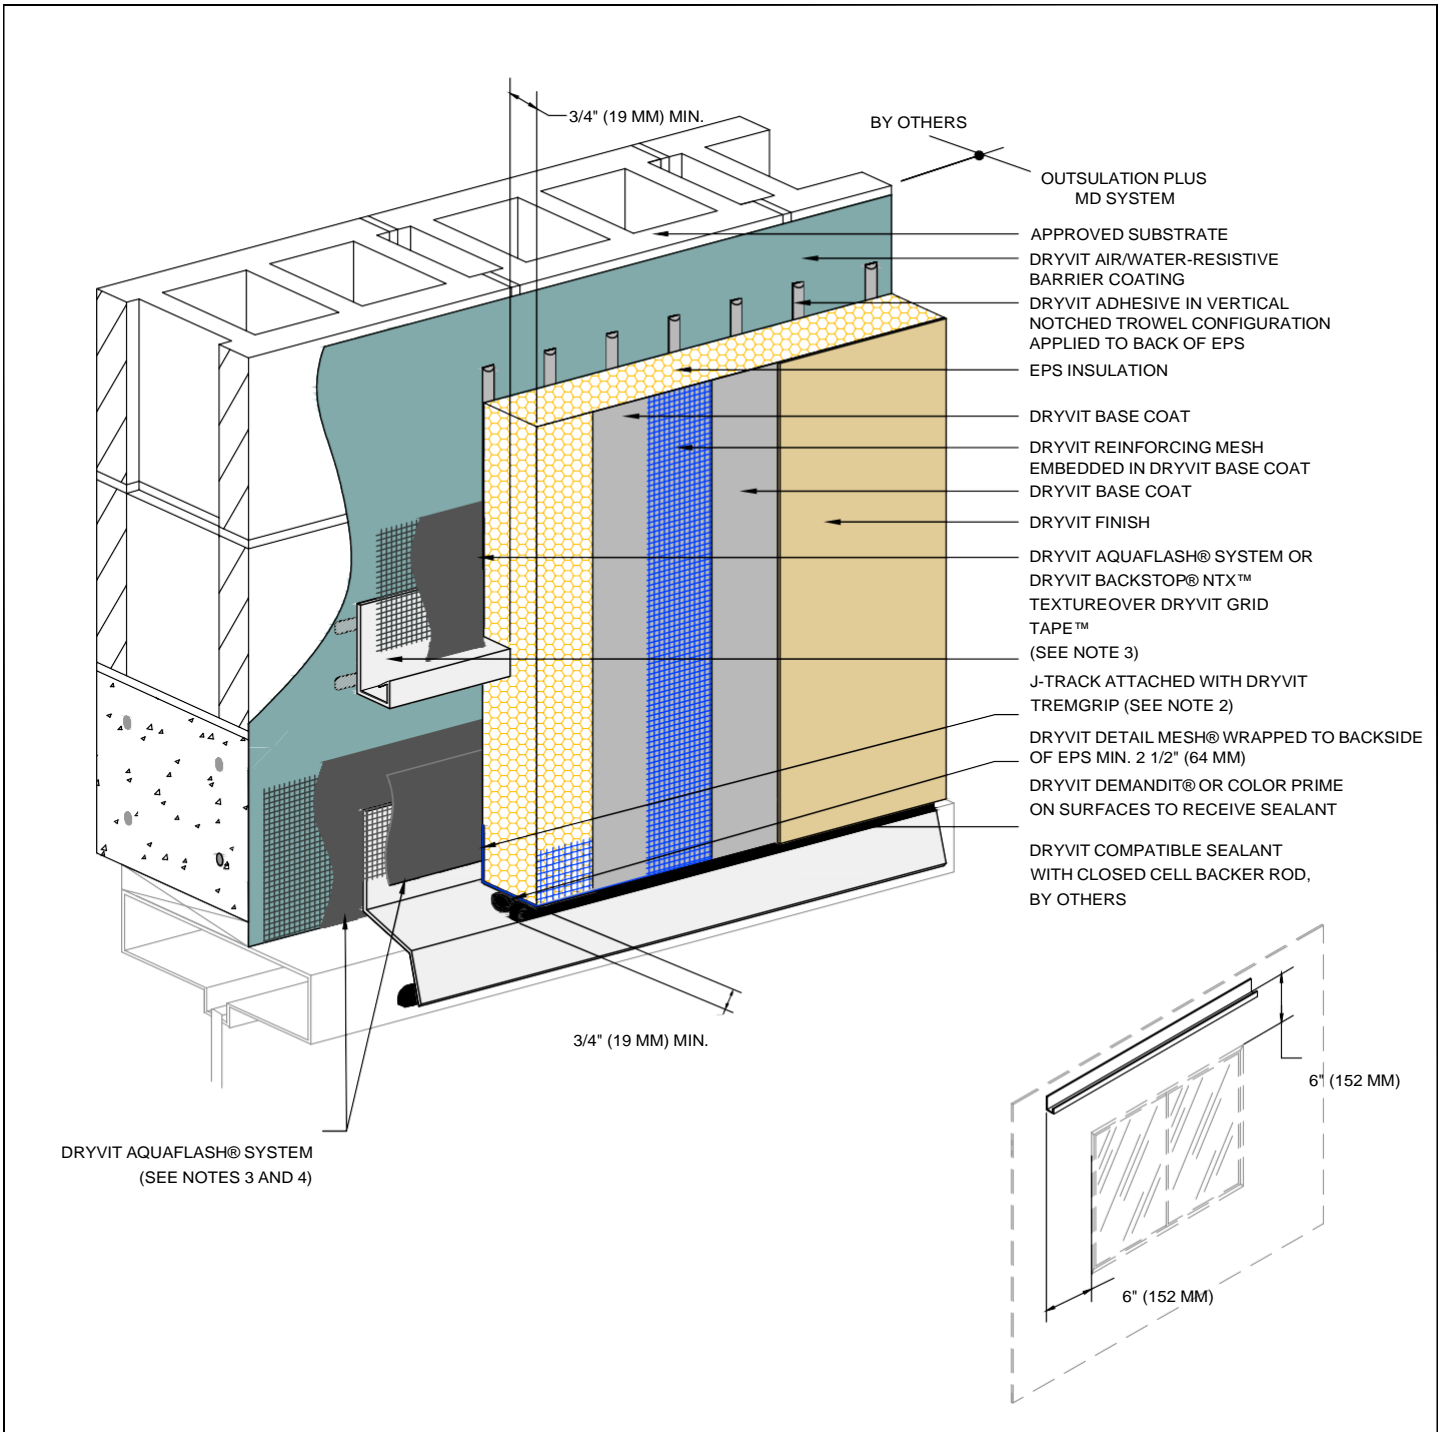 3/4" (19 MM) MIN.
BY OTHERS
OUTSULATION PLUS
MD SYSTEM
APPROVED SUBSTRATE
DRYVIT AIR/WATER-RESISTIVE
BARRIER COATING
DRYVIT ADHESIVE IN VERTICAL
NOTCHED TROWEL CONFIGURATION
APPLIED TO BACK OF EPS
EPS INSULATION
DRYVIT BASE COAT
DRYVIT REINFORCING MESH
EMBEDDED IN DRYVIT BASE COAT
DRYVIT BASE COAT
DRYVIT FINISH
DRYVIT AQUAFLASH® SYSTEM OR
DRYVIT BACKSTOP® NTX™
TEXTUREOVER DRYVIT GRID
TAPE™
(SEE NOTE 3)
J-TRACK ATTACHED WITH DRYVIT
TREMGRIP (SEE NOTE 2)
DRYVIT DETAIL MESH® WRAPPED TO BACKSIDE
OF EPS MIN. 2 1/2" (64 MM)
DRYVIT DEMANDIT® OR COLOR PRIME
ON SURFACES TO RECEIVE SEALANT
DRYVIT COMPATIBLE SEALANT
WITH CLOSED CELL BACKER ROD,
BY OTHERS
3/4" (19 MM) MIN.
6" (152 MM)
6" (152 MM)
DRYVIT AQUAFLASH® SYSTEM
(SEE NOTES 3 AND 4)